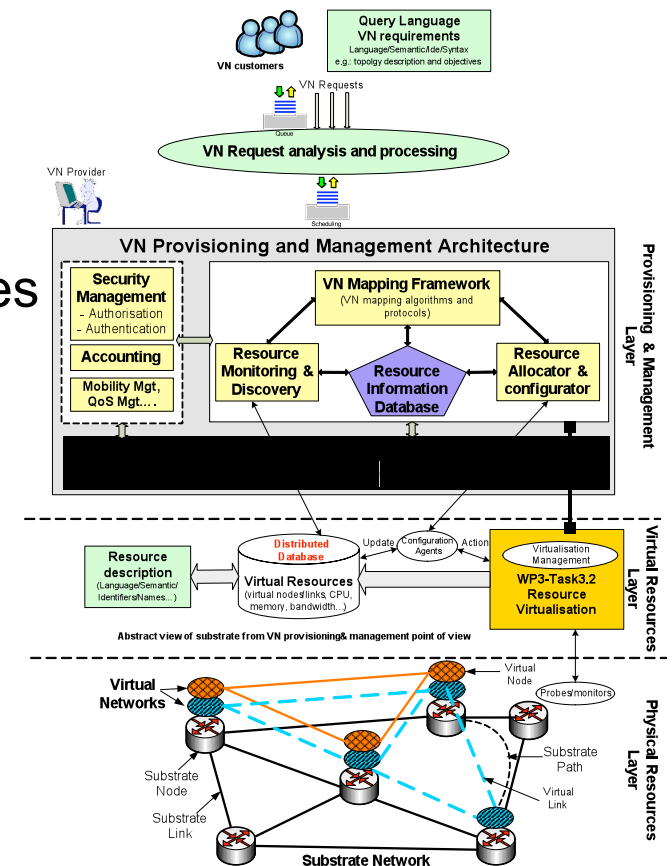 Query Language
VN requirements
Language/Semantic/Ide/Syntax
e.g.: topolgy description and objectives
VN customers
VN Requests
Queue
VN Request analysis and processing
VN Provider
Scheduling
es
VN Provisioning and Management Architecture
Security
Management
- Authorisation
- Authentication
Accounting
Mobility Mgt,
QoS Mgt... .
VN Mapping Framework
(VN mapping algorithms and
protocols)
Resource
Monitoring &
Discovery
Resource
Information
Database
Resource
Allocator &
configurator
Provisioning & Management
Layer
Resource
description
(Language/Semantic/
Identifiers/Names... )
Distributed
Database
Virtual Resources
(virtual nodes/links, CPU,
memory, bandwidth...)
Update
Configuration
Agents
Action
Virtualisation
Management
WP3-Task3.2
Resource
Virtualisation
Abstract view of substrate from VN provisioning& management point of view
Virtual Resources
Layer
Virtual
Networks
Virtual
Node
Probes/monitors
Substrate
Node
Substrate
Link
Substrate
Path
Virtual
Link
Substrate Network
Physical Resources
Layer